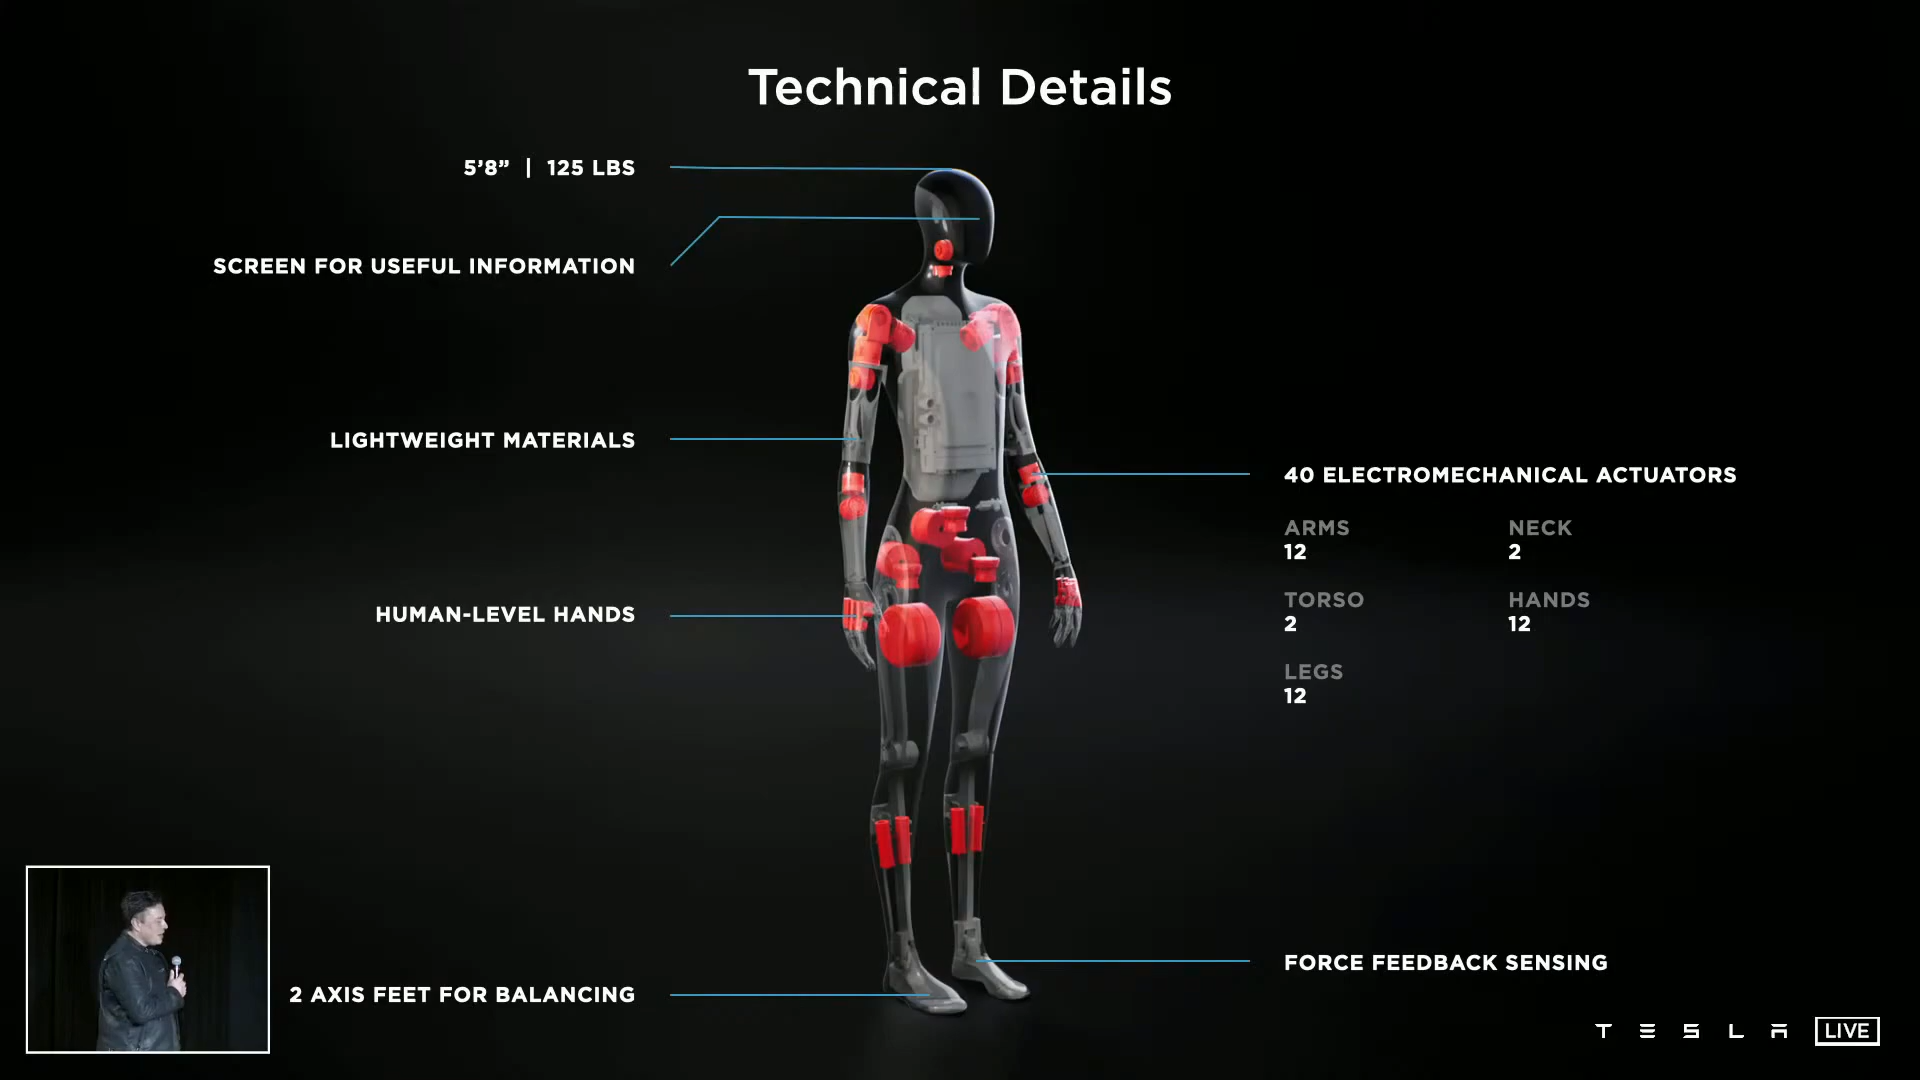 Technical Details
5’8” | 125 LBS
SCREEN FOR USEFUL INFORMATION
LIGHTWEIGHT MATERIALS
HUMAN-LEVEL HANDS
2 AXIS FEET FOR BALANCING
40 ELECTROMECHANICAL ACTUATORS
ARMS
12
NECK
2
TORSO
2
HANDS
12
LEGS
12
FORCE FEEDBACK SENSING
TESLA LIVE